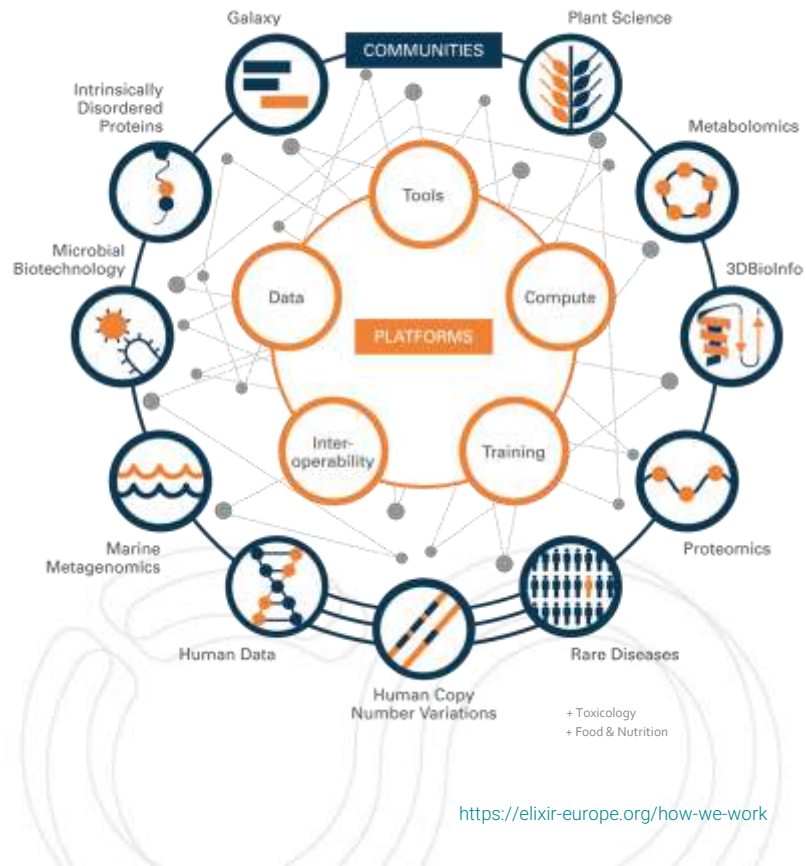 Galaxy
COMMUNITIES
Plant Science
Intrinsically
Disordered
Proteins
Metabolomics
Tools
Microbial
Biotechnology
3DBioInfo
Data
Compute
PLATFORMS
Inter-
operability
Training
Marine
Metagenomics
Proteomics
Human Data
Rare Diseases
Human Copy
Number Variations
+ Toxicology
+ Food & Nutrition
https://elixir-europe.org/how-we-work